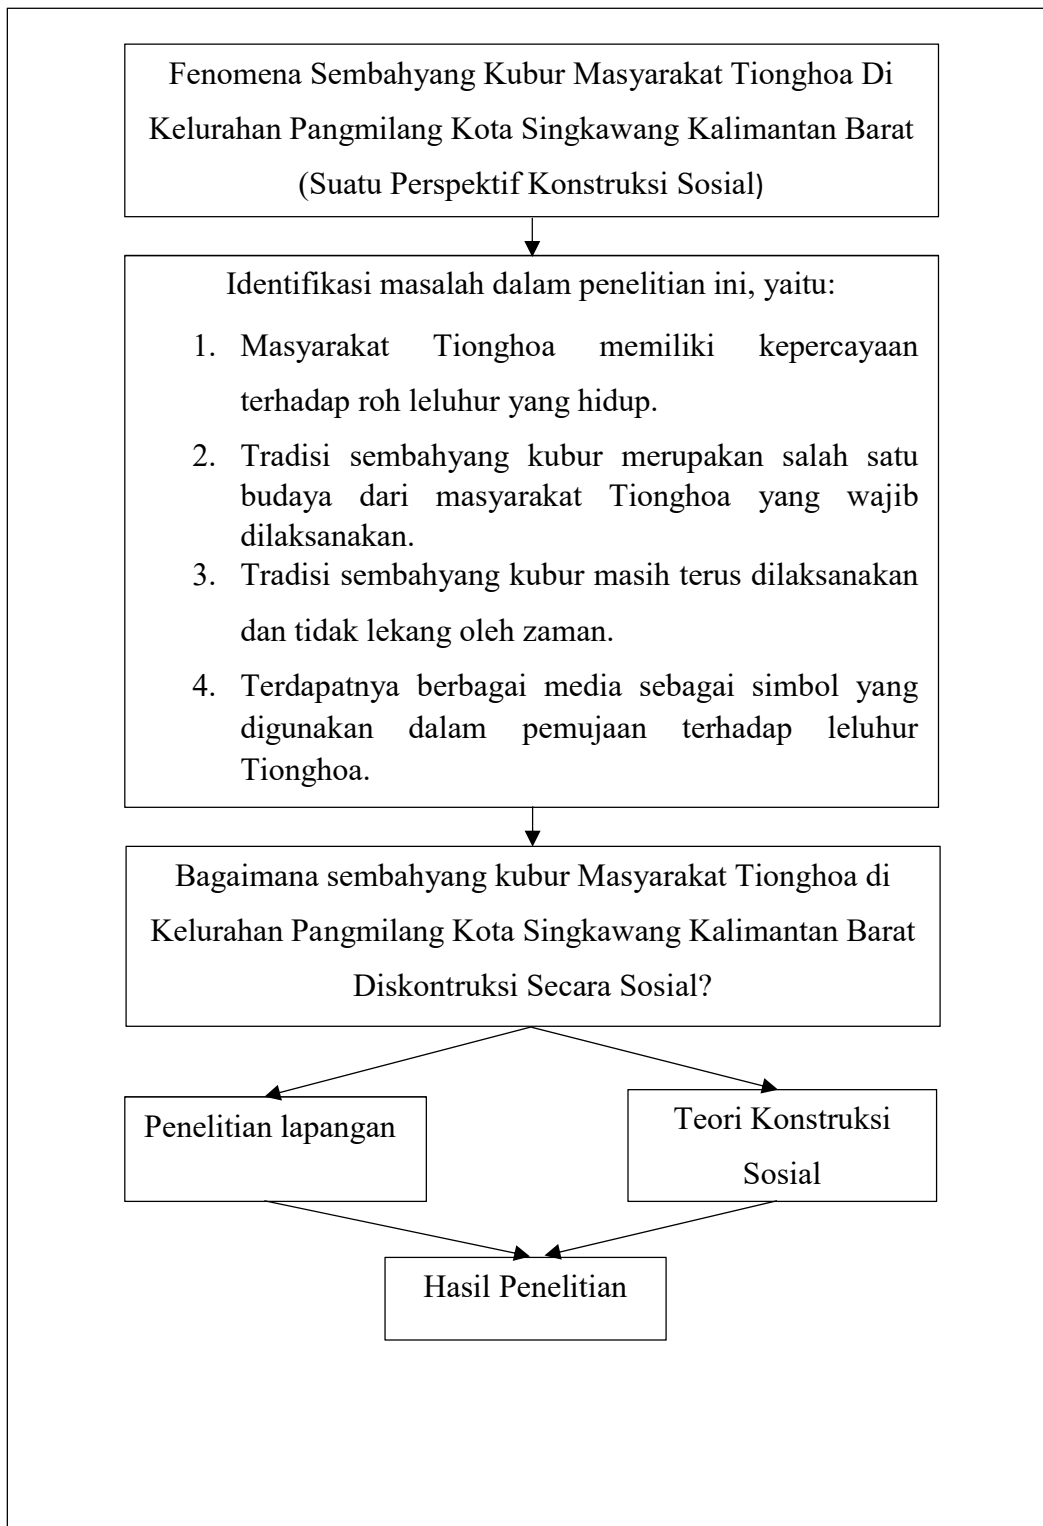 Fenomena Sembahyang Kubur Masyarakat Tionghoa Di
Kelurahan Pangmilang Kota Singkawang Kalimantan Barat
(Suatu Perspektif Konstruksi Sosial)
Identifikasi masalah dalam penelitian ini, yaitu:
1. Masyarakat Tionghoa memiliki kepercayaan
terhadap roh leluhur yang hidup.
2. Tradisi sembahyang kubur merupakan salah satu
budaya dari masyarakat Tionghoa yang wajib
dilaksanakan.
3. Tradisi sembahyang kubur masih terus dilaksanakan
dan tidak lekang oleh zaman.
4. Terdapatnya berbagai media sebagai simbol yang
digunakan dalam pemujaan terhadap leluhur
Tionghoa.
Bagaimana sembahyang kubur Masyarakat Tionghoa di
Kelurahan Pangmilang Kota Singkawang Kalimantan Barat
Diskontruksi Secara Sosial?
Penelitian lapangan
Teori Konstruksi
Sosial
Hasil Penelitian